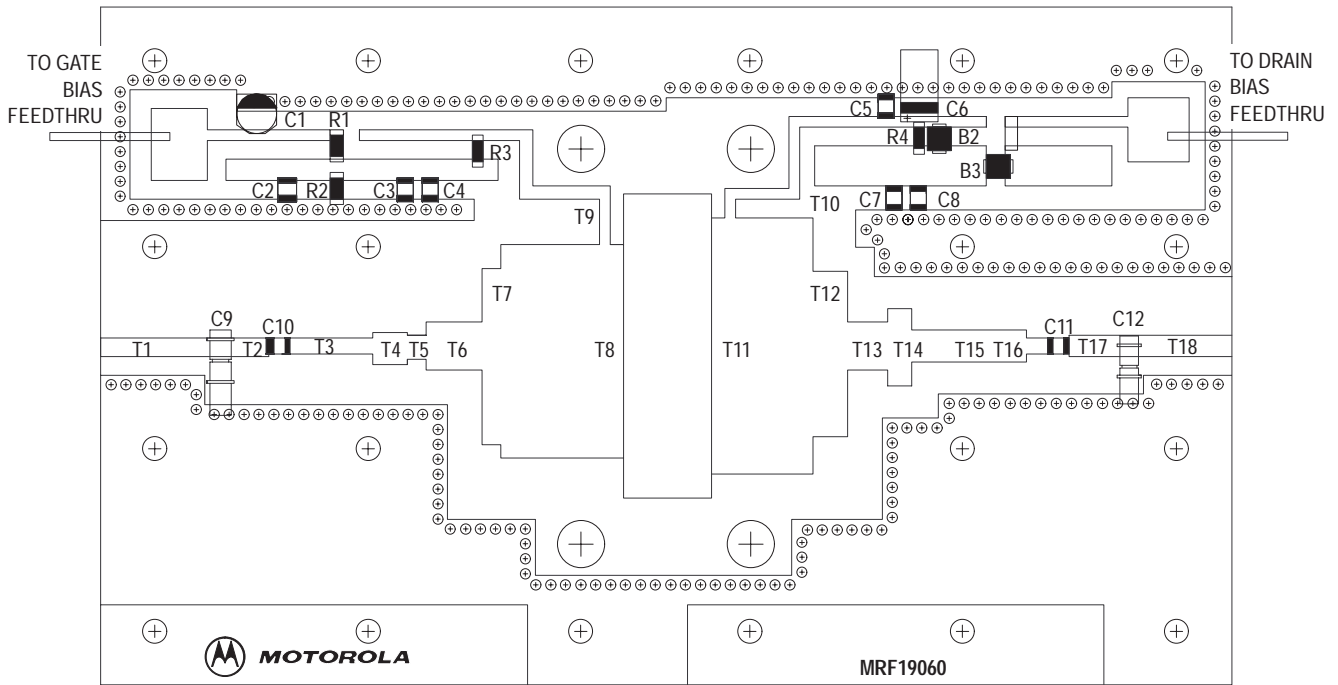 TO GATE
BIAS
FEEDTHRU
TO DRAIN
BIAS
FEEDTHRU
C1 R1
R3
C2 R2 C3 C4
C5 C6
+
R4 B2
B3
C7 C8
T9
T10
T7
T12
C9
C10
C11 C12
T1 T2 T3 T4 T5 T6 T8 T11 T13 T14 T15 T16 T17 T18
MOTOROLA
MRF19060